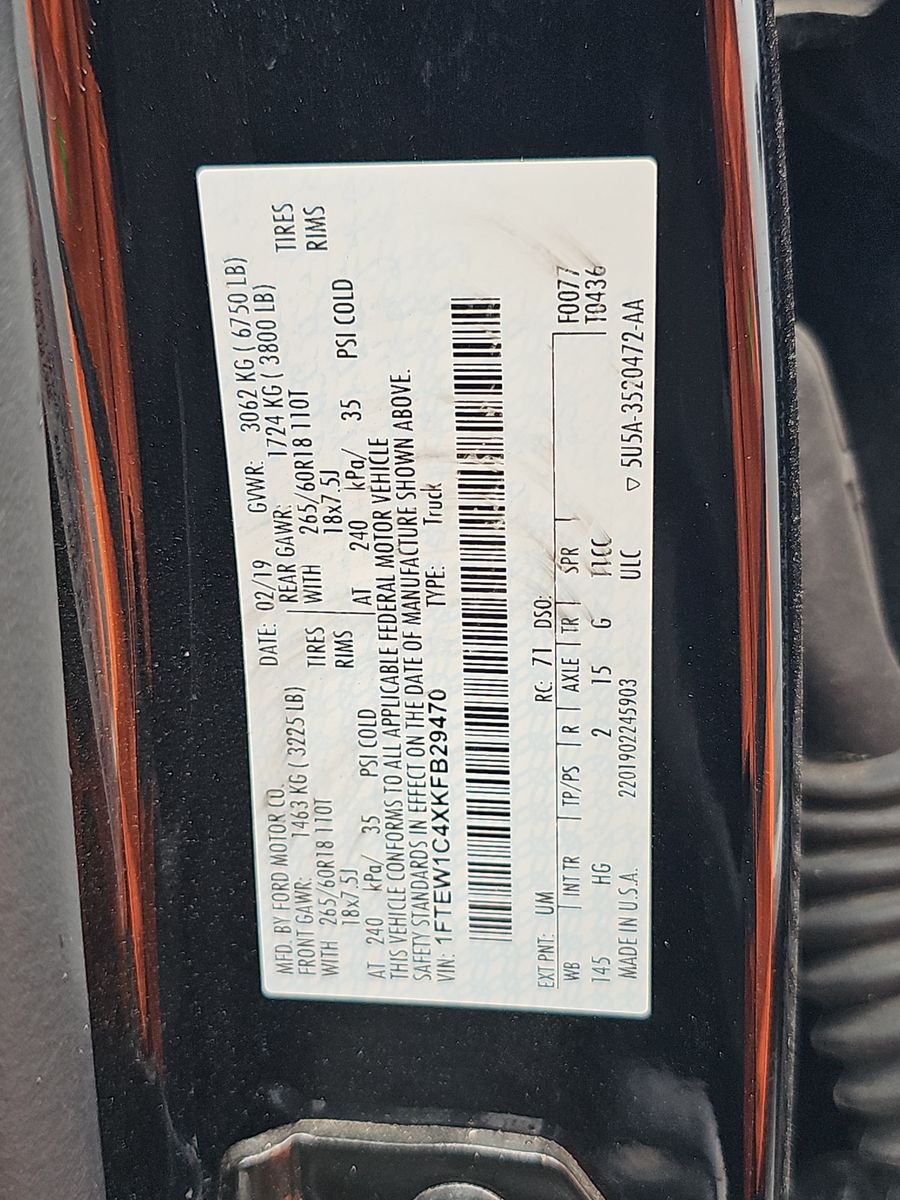 MFD. BY FORD MOTOR CO. DATE: 02/19 GVWR: 3062 KG ( 6750 LB)
FRONT GAWR: 1463 KG ( 3225 LB) REAR GAWR: 1724 KG ( 3800 LB)
WITH 265/60R18 110T TIRES WITH 265/60R18 110T TIRES
18x7.5J RIMS 18x7.5J RIMS
AT 240 kPa/ 35 PSI COLD AT 240 kPa/ 35 PSI COLD
THIS VEHICLE CONFORMS TO ALL APPLICABLE FEDERAL MOTOR VEHICLE
SAFETY STANDARDS IN EFFECT ON THE DATE OF MANUFACTURE SHOWN ABOVE.
VIN: 1FTEW1C4XKFB29470 TYPE: Truck
EXT PNT: UM RC: 71 DSO: F0077
WB INT TR TP/PS R AXLE TR SPR T0436
145 HG 2 15 G
MADE IN U.S.A. 2201902245903 ULC ▽ 5U5A-3520472-AA